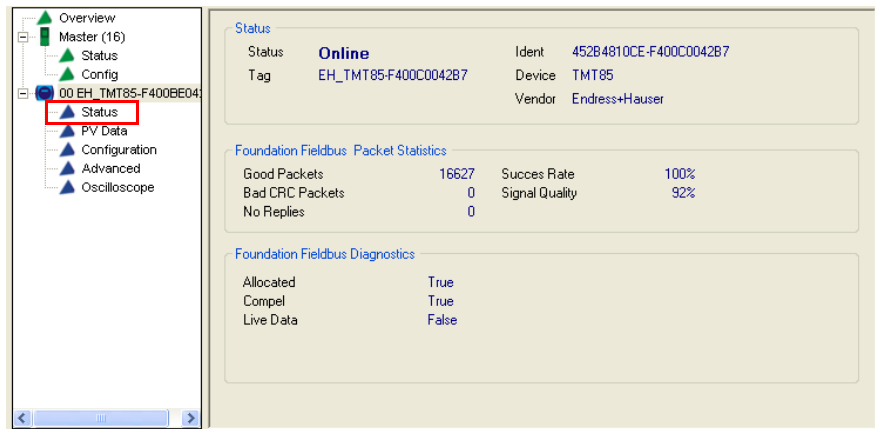 Overview
Master (16)
Status
Config
00 EH_TMT85-F400BE04
Status
PV Data
Configuration
Advanced
Oscilloscope
Status
Status Online Ident 452B4810CE-F400C0042B7
Tag EH_TMT85-F400C0042B7 Device TMT85
Vendor Endress+Hauser
Foundation Fieldbus Packet Statistics
Good Packets 16627 Succes Rate 100%
Bad CRC Packets 0 Signal Quality 92%
No Replies 0
Foundation Fieldbus Diagnostics
Allocated True
Compel True
Live Data False